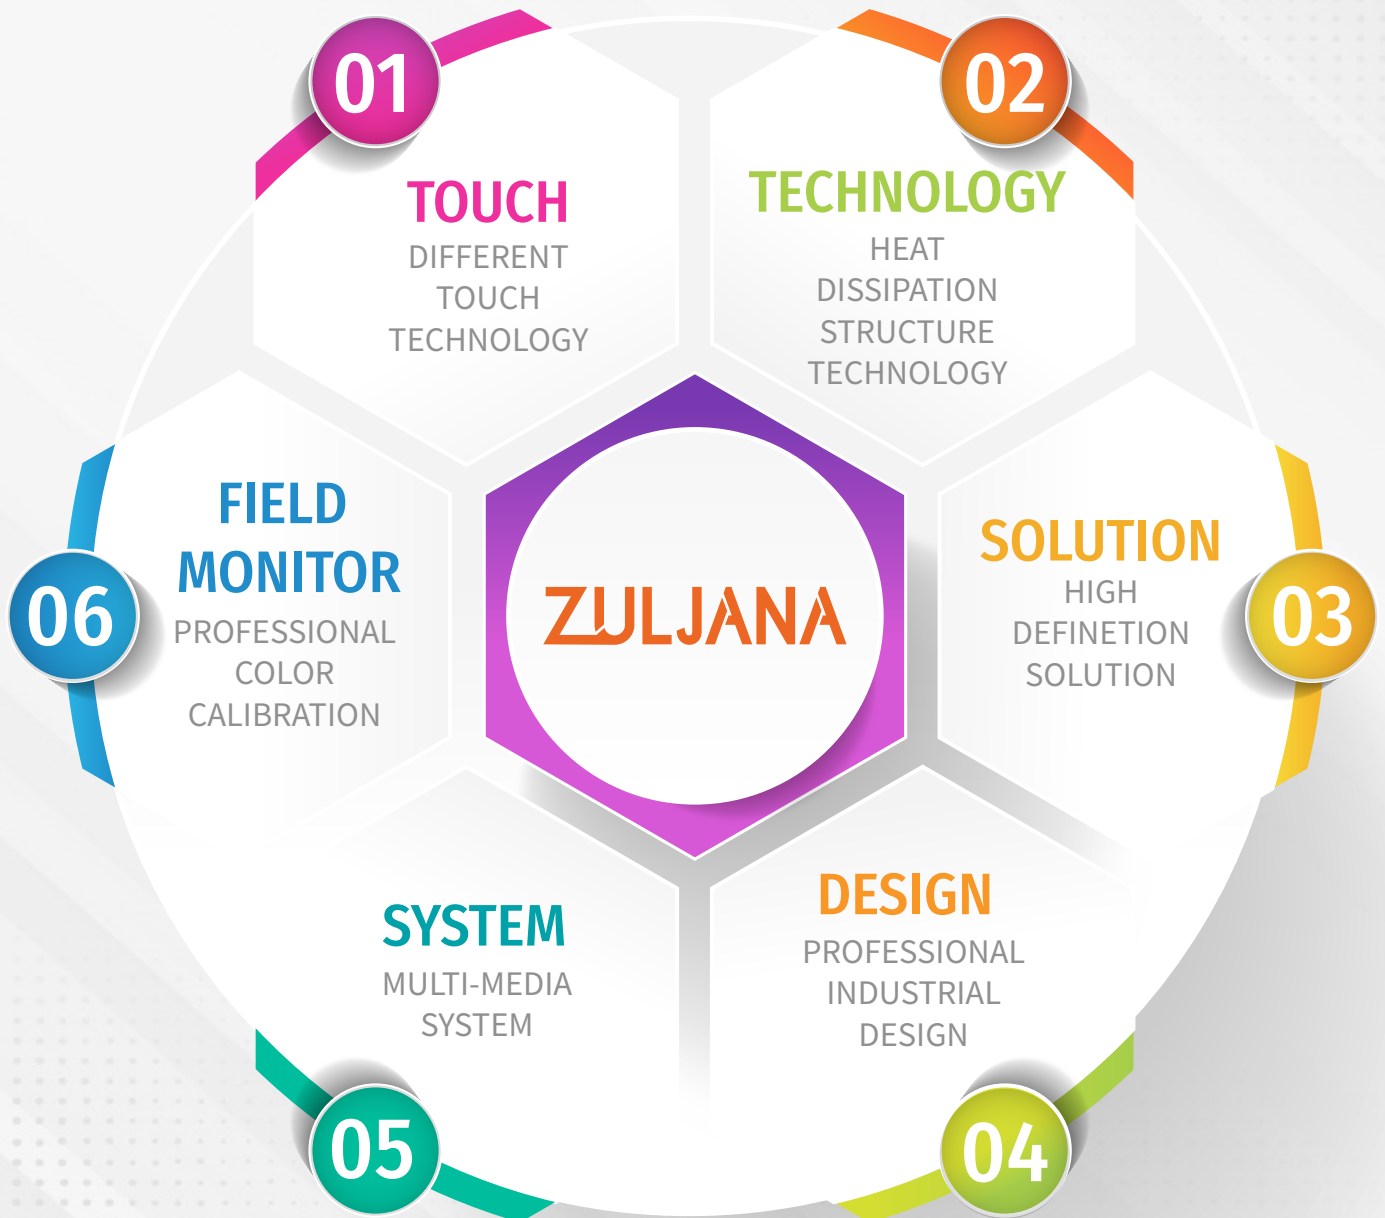 01
TOUCH
DIFFERENT
TOUCH
TECHNOLOGY
02
TECHNOLOGY
HEAT
DISSIPATION
STRUCTURE
TECHNOLOGY
03
SOLUTION
HIGH
DEFINETION
SOLUTION
04
DESIGN
PROFESSIONAL
INDUSTRIAL
DESIGN
05
SYSTEM
MULTI-MEDIA
SYSTEM
06
FIELD
MONITOR
PROFESSIONAL
COLOR
CALIBRATION
ZULJANA